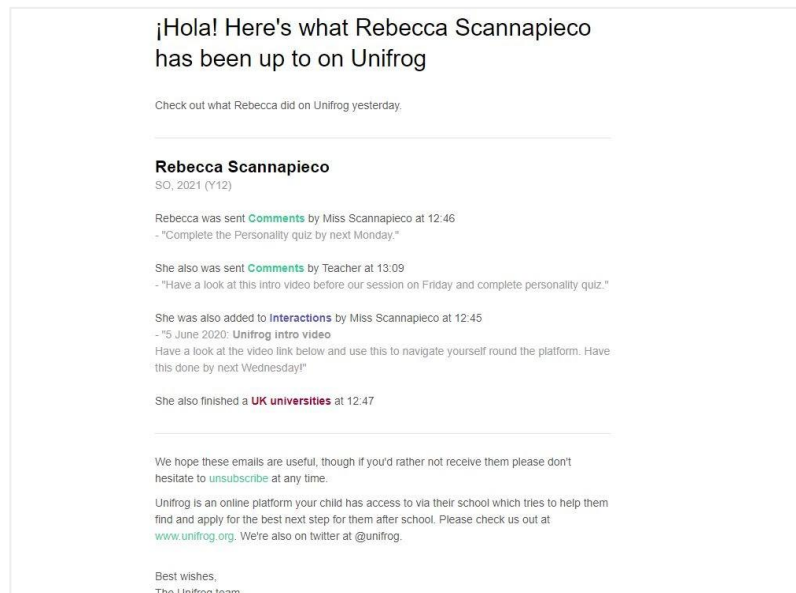 ¡Hola! Here's what Rebecca Scannapieco
has been up to on Unifrog
Check out what Rebecca did on Unifrog yesterday.
Rebecca Scannapieco
SO, 2021 (Y12)
Rebecca was sent Comments by Miss Scannapieco at 12:46
- "Complete the Personality quiz by next Monday."
She also was sent Comments by Teacher at 13:09
- "Have a look at this intro video before our session on Friday and complete personality quiz."
She was also added to Interactions by Miss Scannapieco at 12:45
- "5 June 2020: Unifrog intro video
Have a look at the video link below and use this to navigate yourself round the platform. Have
this done by next Wednesday!"
She also finished a UK universities at 12:47
We hope these emails are useful, though if you'd rather not receive them please don't
hesitate to unsubscribe at any time.
Unifrog is an online platform your child has access to via their school which tries to help them
find and apply for the best next step for them after school. Please check us out at
www.unifrog.org. We're also on twitter at @unifrog.
Best wishes,
The Unifrog team